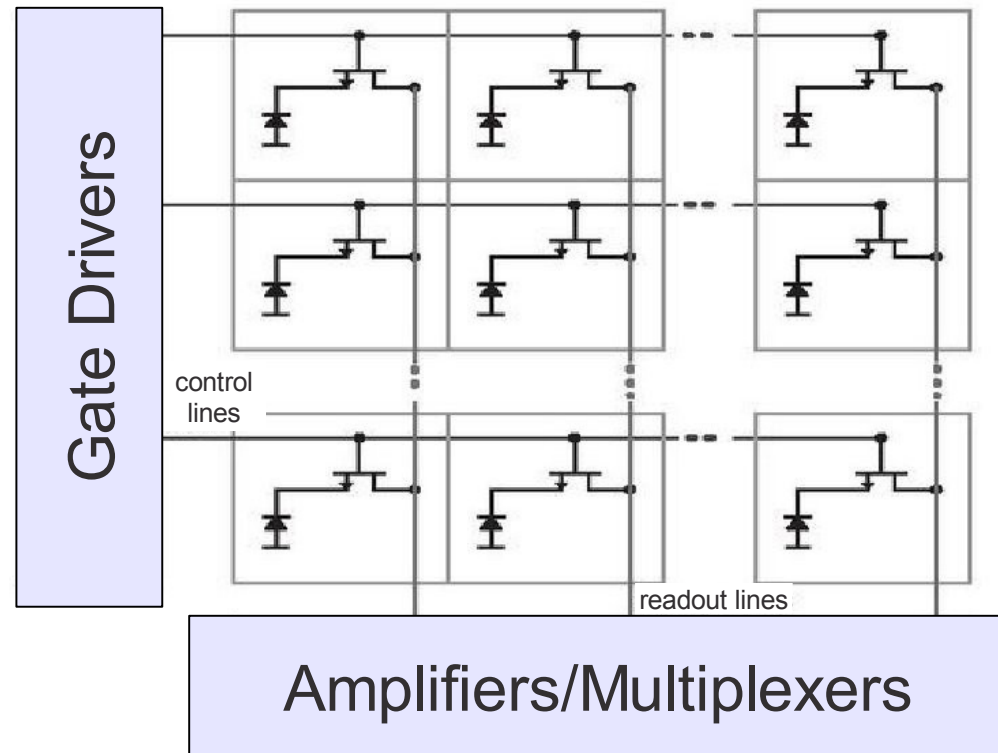 Gate Drivers
control
lines
readout lines
Amplifiers/Multiplexers